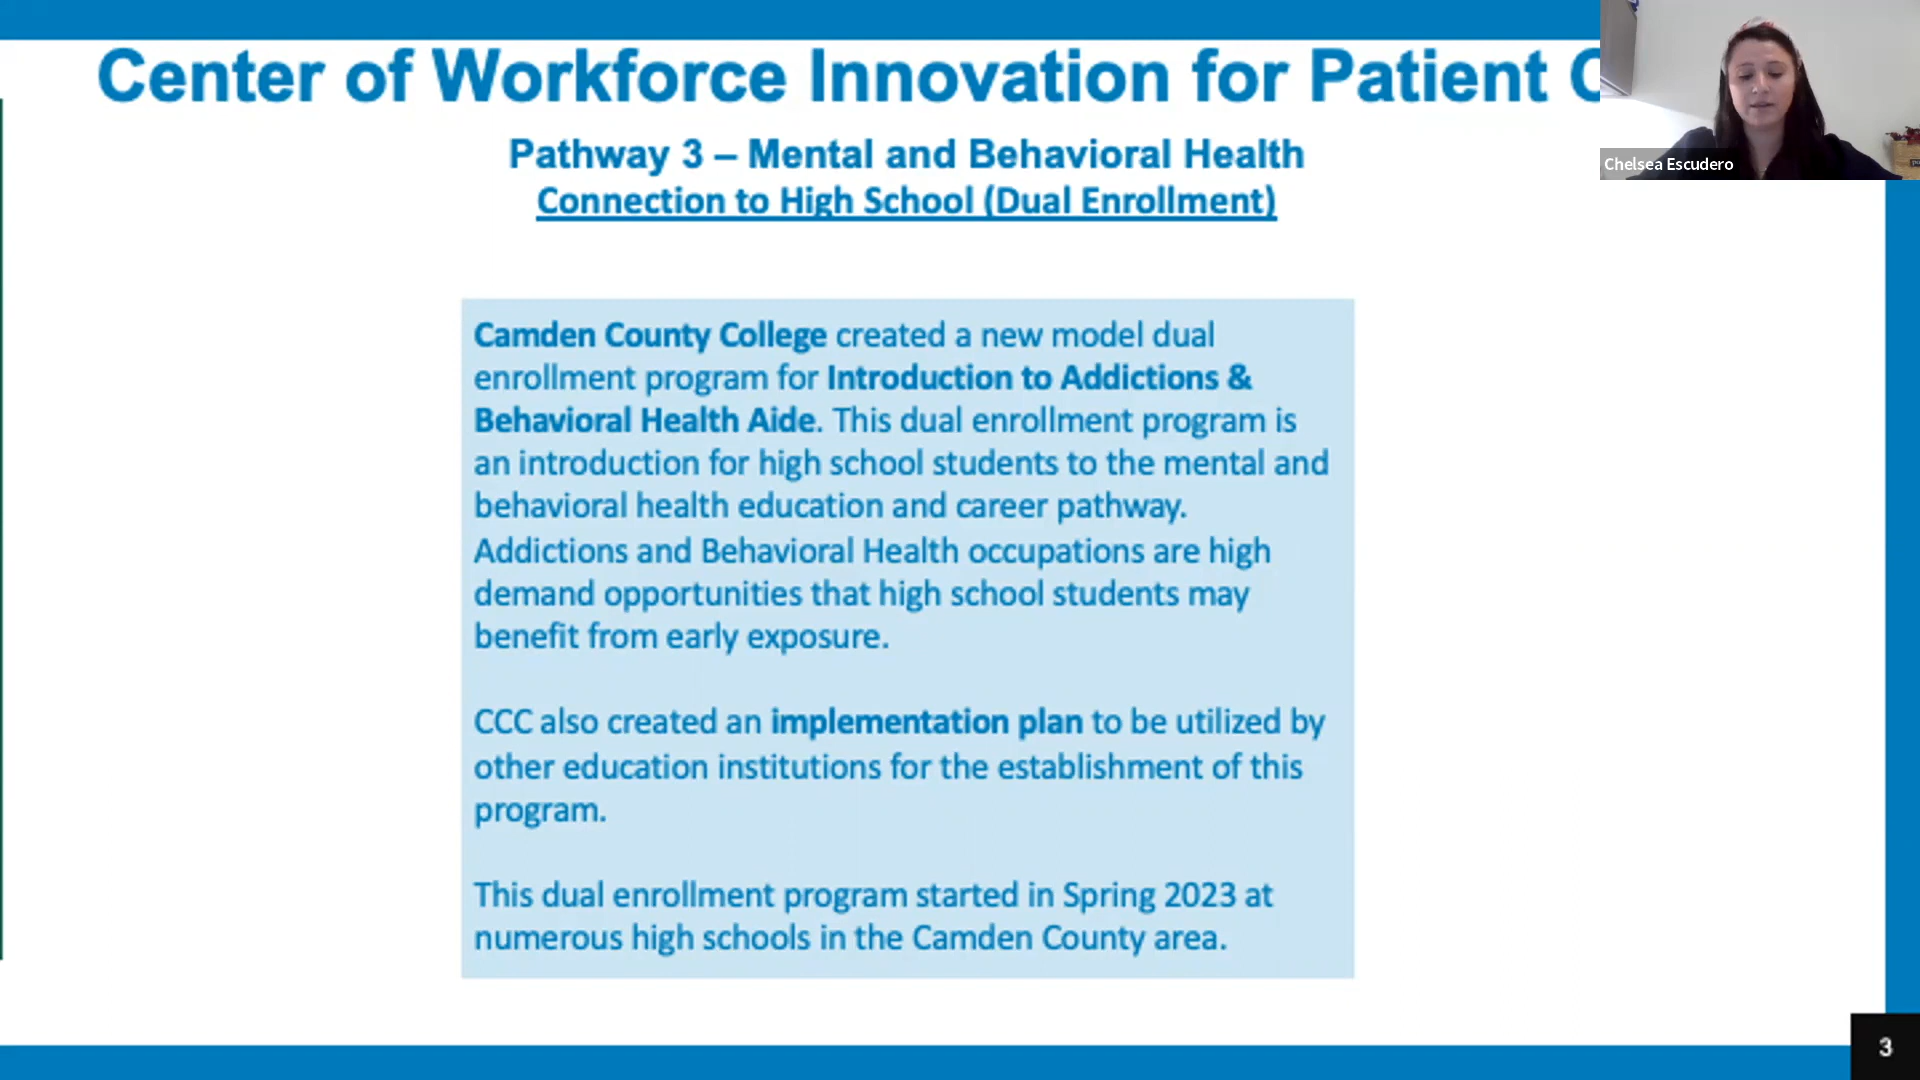 Center of Workforce Innovation for Patient C
Chelsea Escudero
Pathway 3 – Mental and Behavioral Health
Connection to High School (Dual Enrollment)
Camden County College created a new model dual
enrollment program for Introduction to Addictions &
Behavioral Health Aide. This dual enrollment program is
an introduction for high school students to the mental and
behavioral health education and career pathway.
Addictions and Behavioral Health occupations are high
demand opportunities that high school students may
benefit from early exposure.
CCC also created an implementation plan to be utilized by
other education institutions for the establishment of this
program.
This dual enrollment program started in Spring 2023 at
numerous high schools in the Camden County area.
3